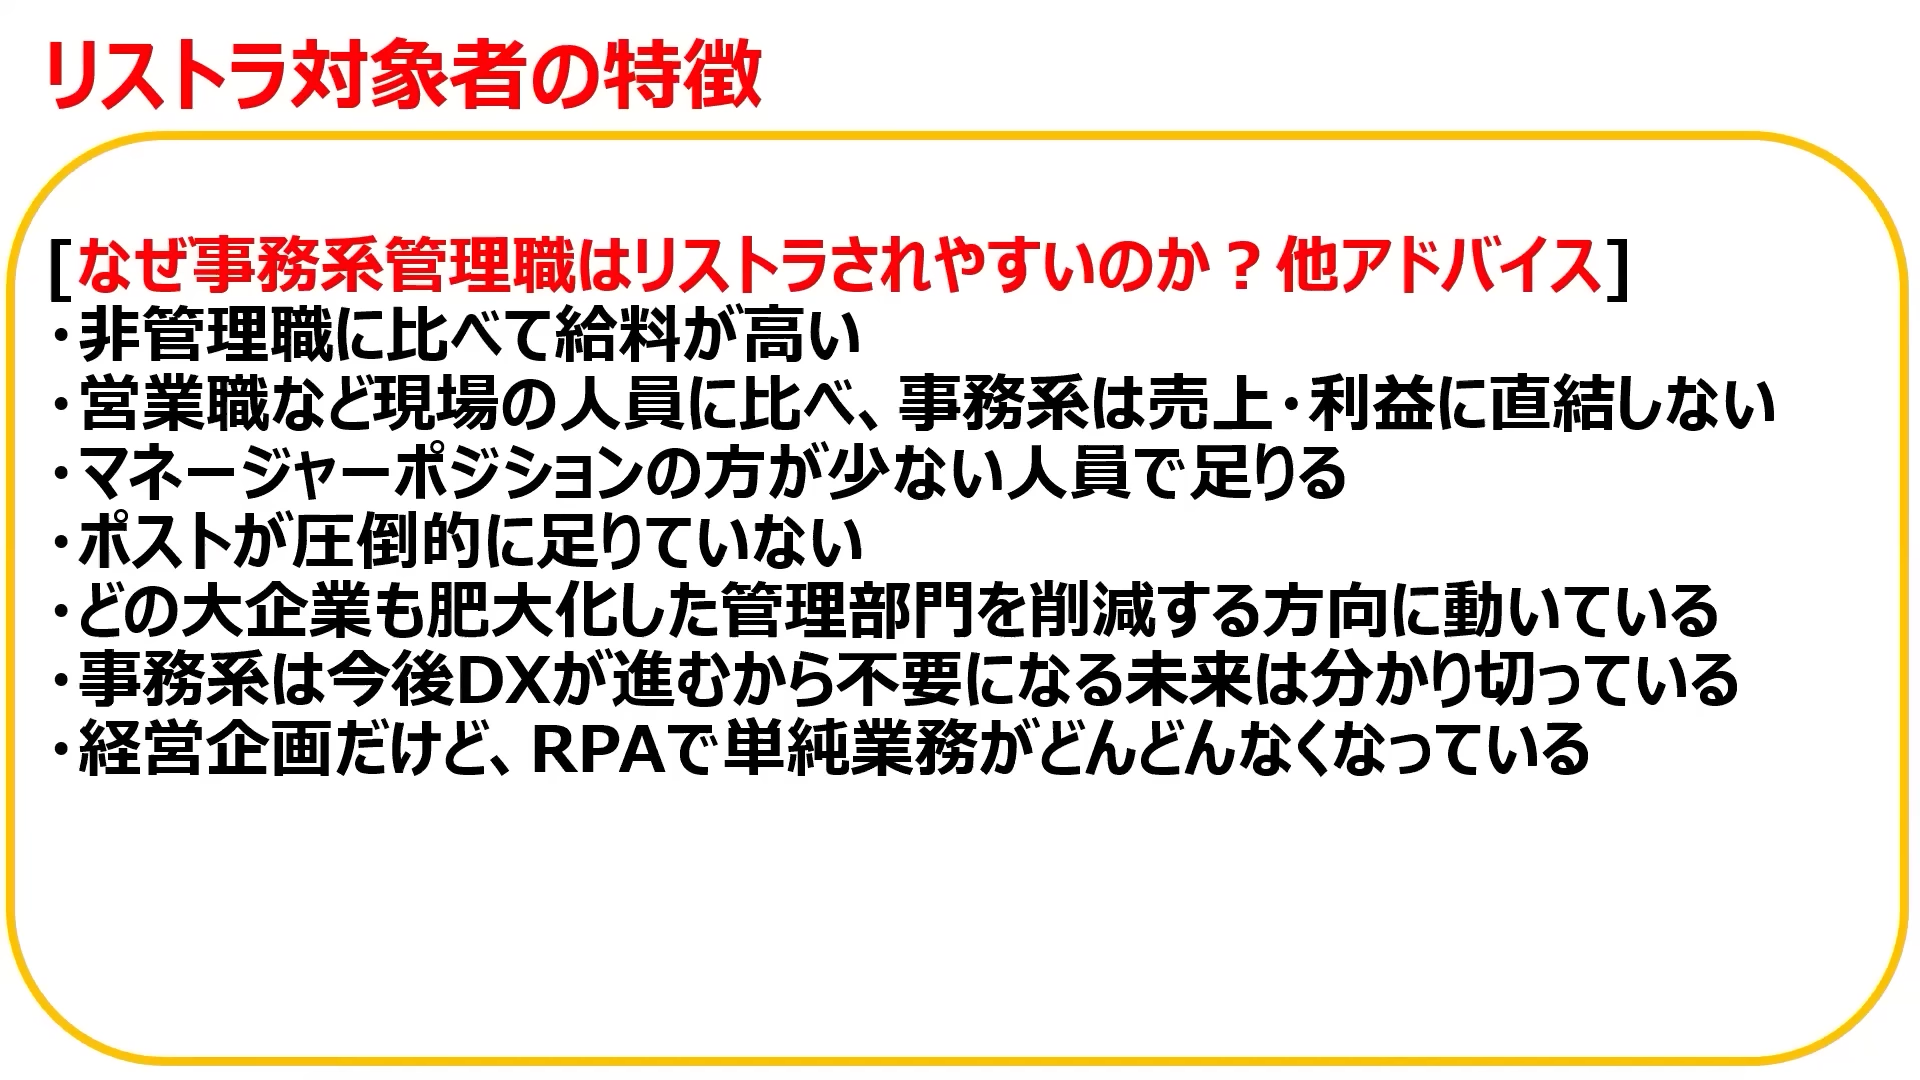 リストラ対象者の特徴
[なぜ事務系管理職はリストラされやすいのか？他アドバイス]
・非管理職に比べて給料が高い
・営業職など現場の人員に比べ、事務系は売上・利益に直結しない
・マネージャーポジションの方が少ない人員で足りる
・ポストが圧倒的に足りていない
・どの大企業も肥大化した管理部門を削減する方向に動いている
・事務系は今後DXが進むから不要になる未来は分かり切っている
・経営企画だけど、RPAで単純業務がどんどんなくなっている